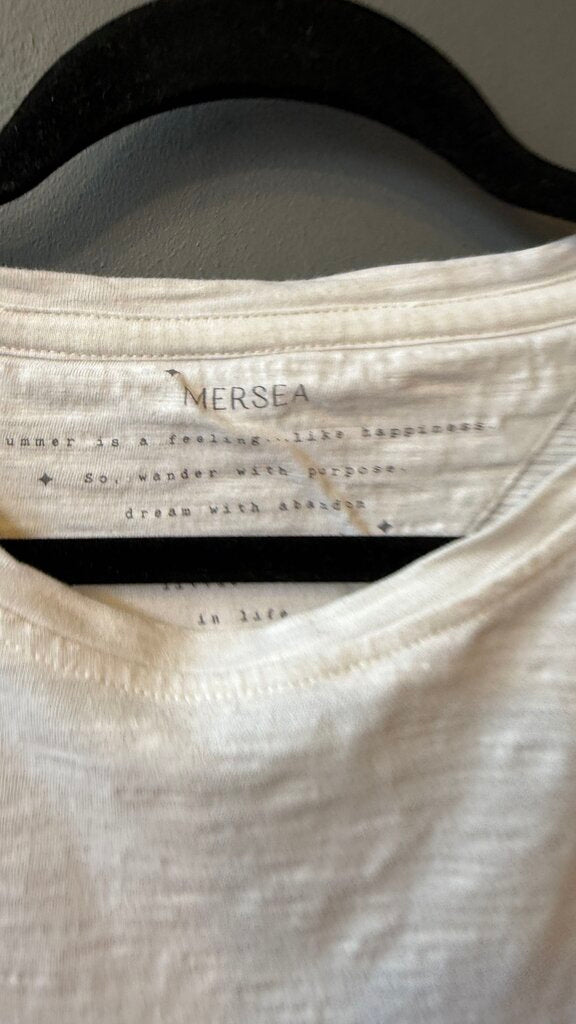 MERSEA
ummer is a feeling...like happiness.
So, wander with purpose.
dream with abandon
in life